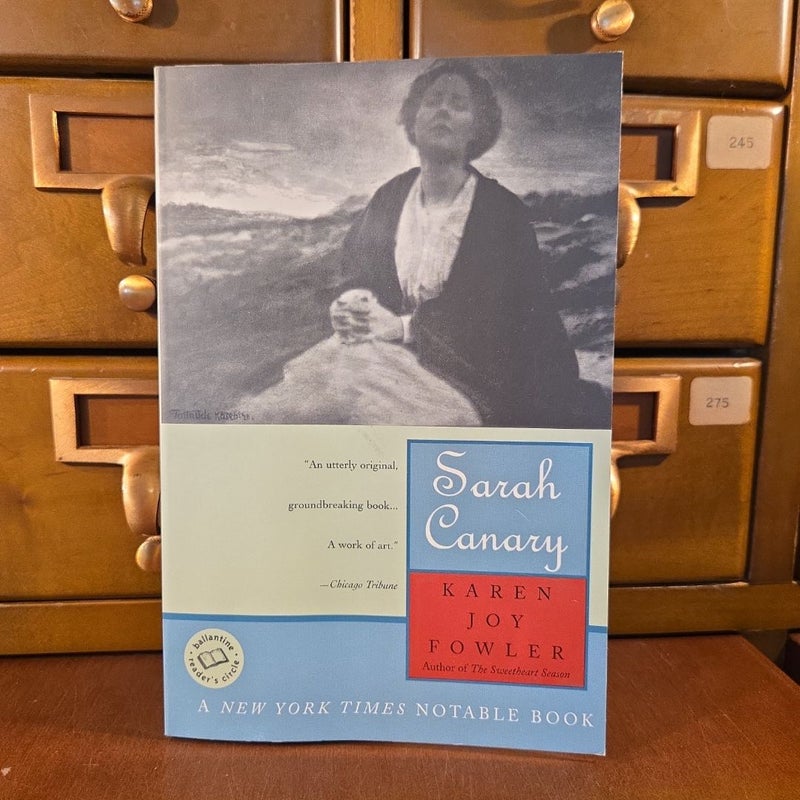 245
275
"An utterly original,
groundbreaking book...
A work of art."
—Chicago Tribune
Sarah
Canary
KAREN
JOY
FOWLER
Author of The Sweetheart Season
ballantine
reader's circle
A NEW YORK TIMES NOTABLE BOOK